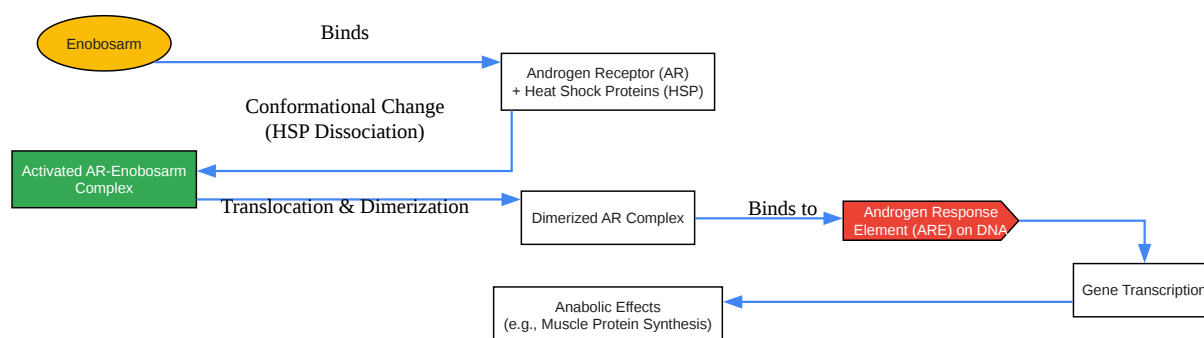 Enobosarm
Binds
Androgen Receptor (AR)
+ Heat Shock Proteins (HSP)
Conformational Change
(HSP Dissociation)
Activated AR-Enobosarm
Complex
Translocation & Dimerization
Dimerized AR Complex
Binds to
Androgen Response
Element (ARE) on DNA
Gene Transcription
Anabolic Effects
(e.g., Muscle Protein Synthesis)